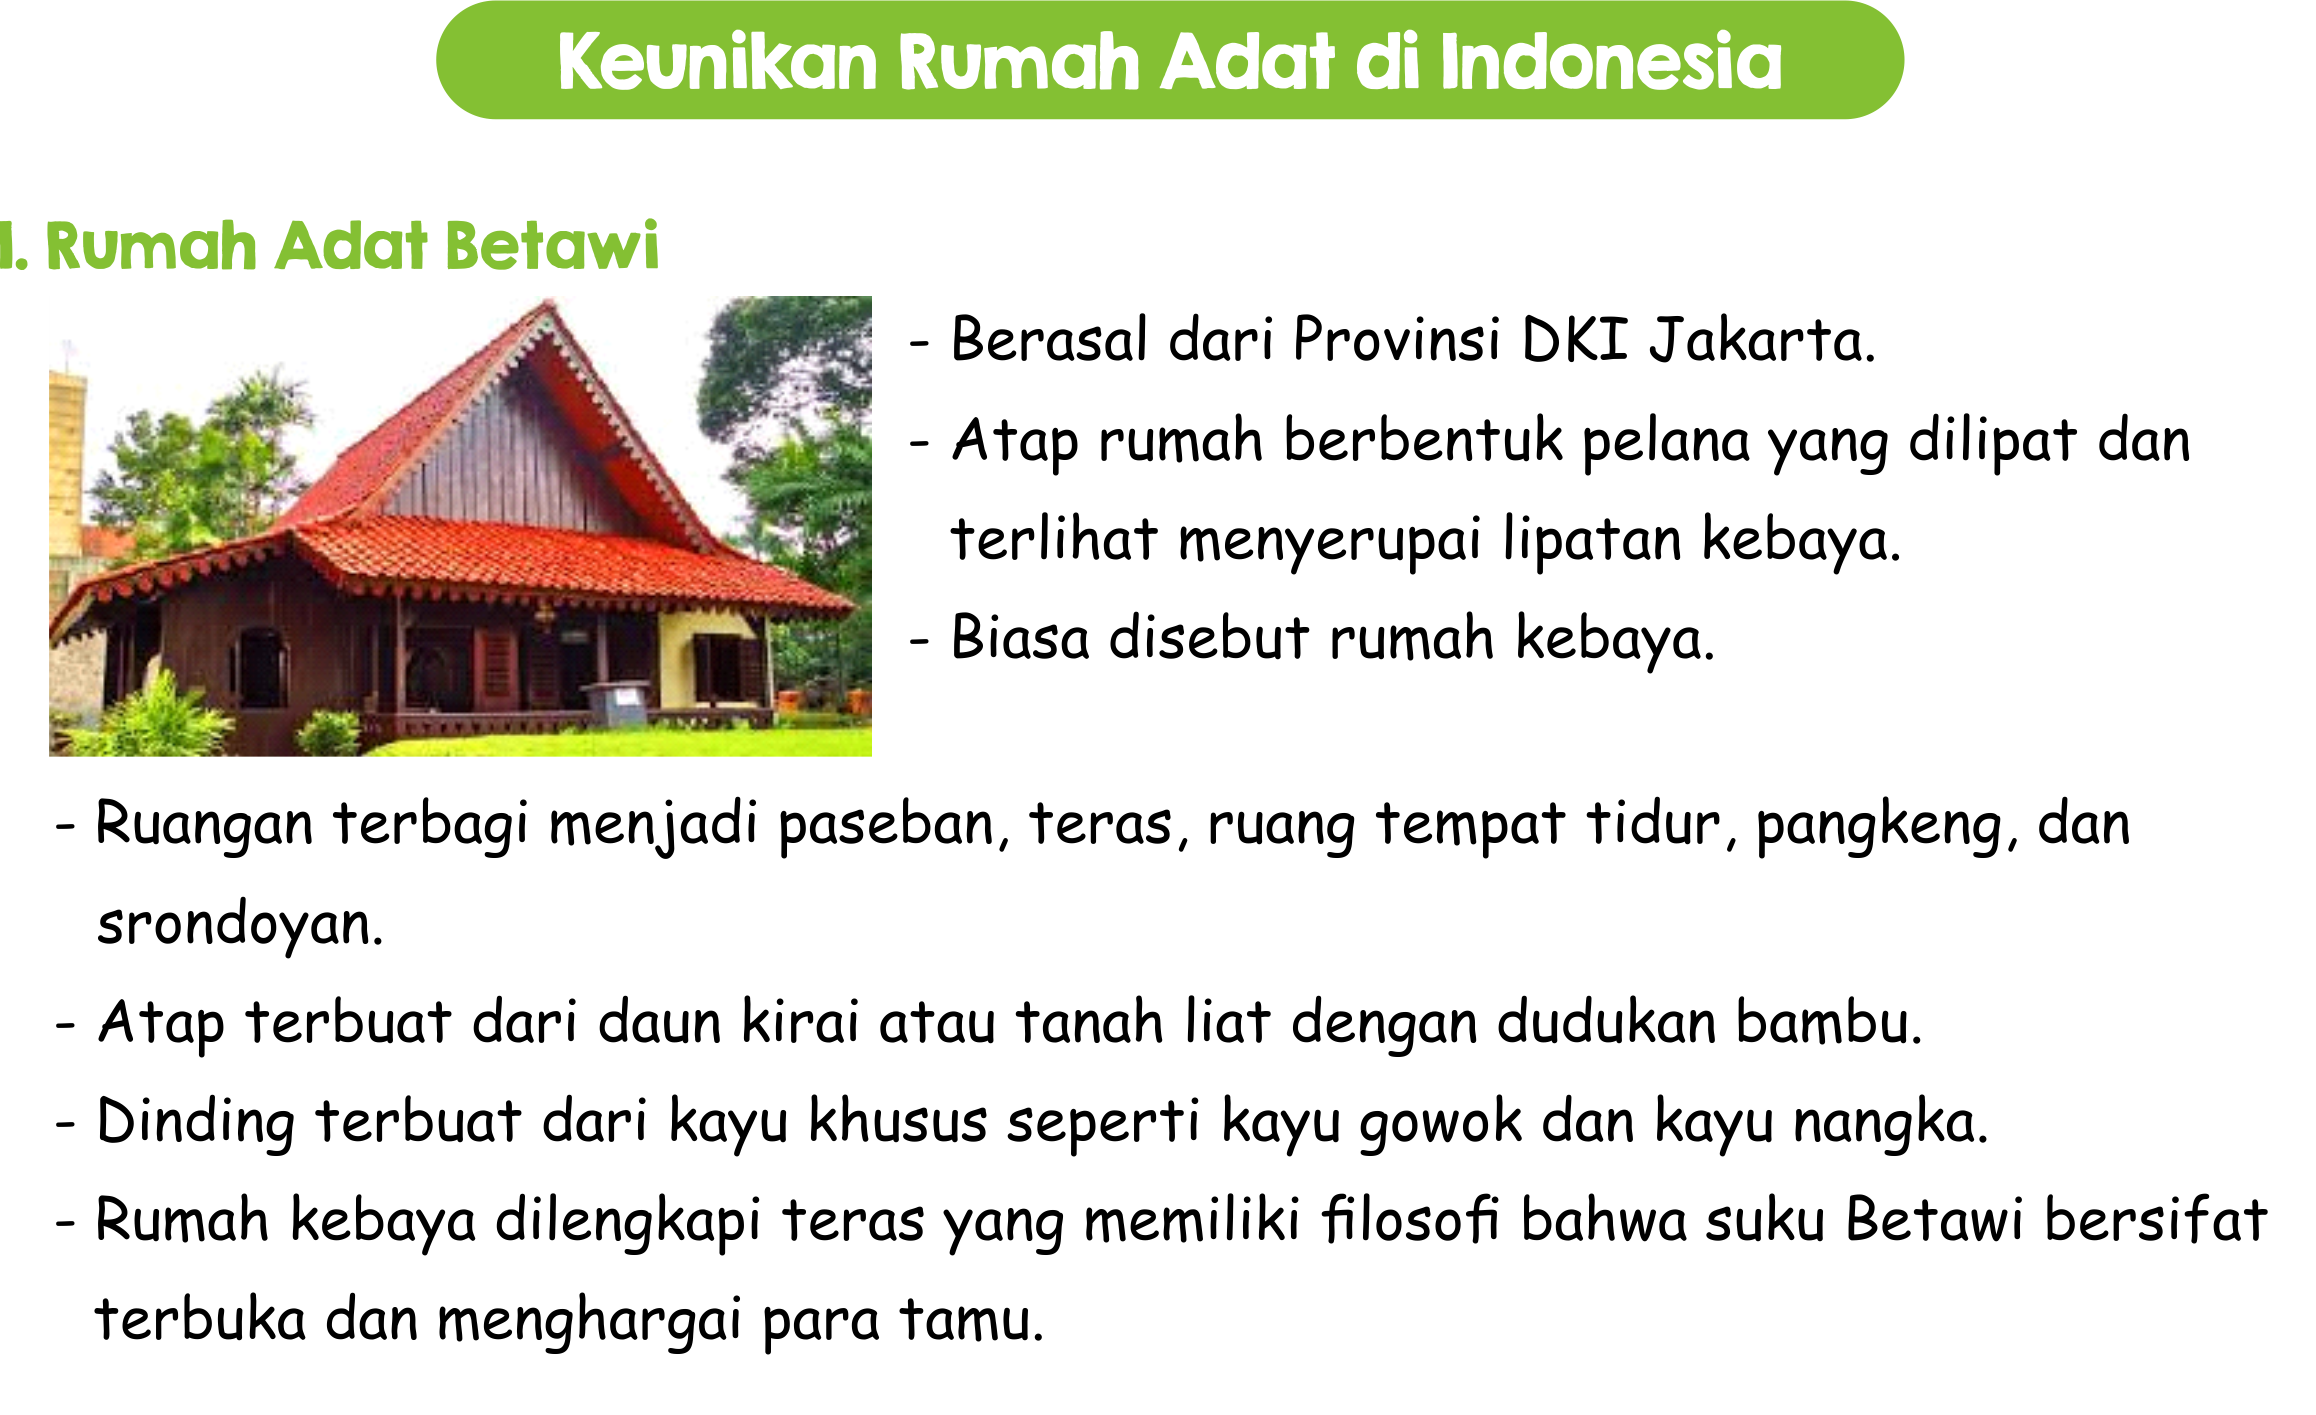 Keunikan Rumah Adat di Indonesia
1. Rumah Adat Betawi
- Berasal dari Provinsi DKI Jakarta.
- Atap rumah berbentuk pelana yang dilipat dan
terlihat menyerupai lipatan kebaya.
- Biasa disebut rumah kebaya.
- Ruangan terbagi menjadi paseban, teras, ruang tempat tidur, pangkeng, dan
srondoyan.
- Atap terbuat dari daun kirai atau tanah liat dengan dudukan bambu.
- Dinding terbuat dari kayu khusus seperti kayu gowok dan kayu nangka.
- Rumah kebaya dilengkapi teras yang memiliki filosofi bahwa suku Betawi bersifat
terbuka dan menghargai para tamu.